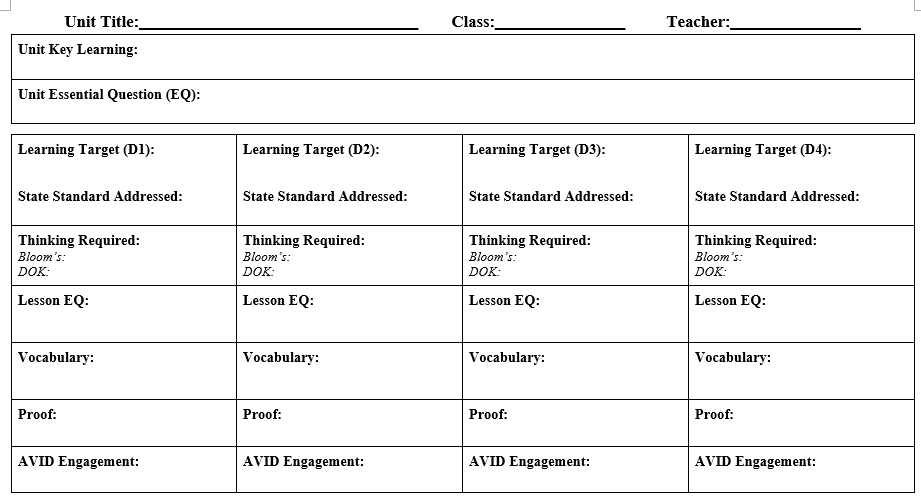 Unit Title:________________________________ Class:_______________ Teacher:_______________
Unit Key Learning:
Unit Essential Question (EQ):
Learning Target (D1): Learning Target (D2): Learning Target (D3): Learning Target (D4):
State Standard Addressed: State Standard Addressed: State Standard Addressed: State Standard Addressed:
Thinking Required: Thinking Required: Thinking Required: Thinking Required:
Bloom's: Bloom's: Bloom's: Bloom's:
DOK: DOK: DOK: DOK:
Lesson EQ: Lesson EQ: Lesson EQ: Lesson EQ:
Vocabulary: Vocabulary: Vocabulary: Vocabulary:
Proof: Proof: Proof: Proof:
AVID Engagement: AVID Engagement: AVID Engagement: AVID Engagement: